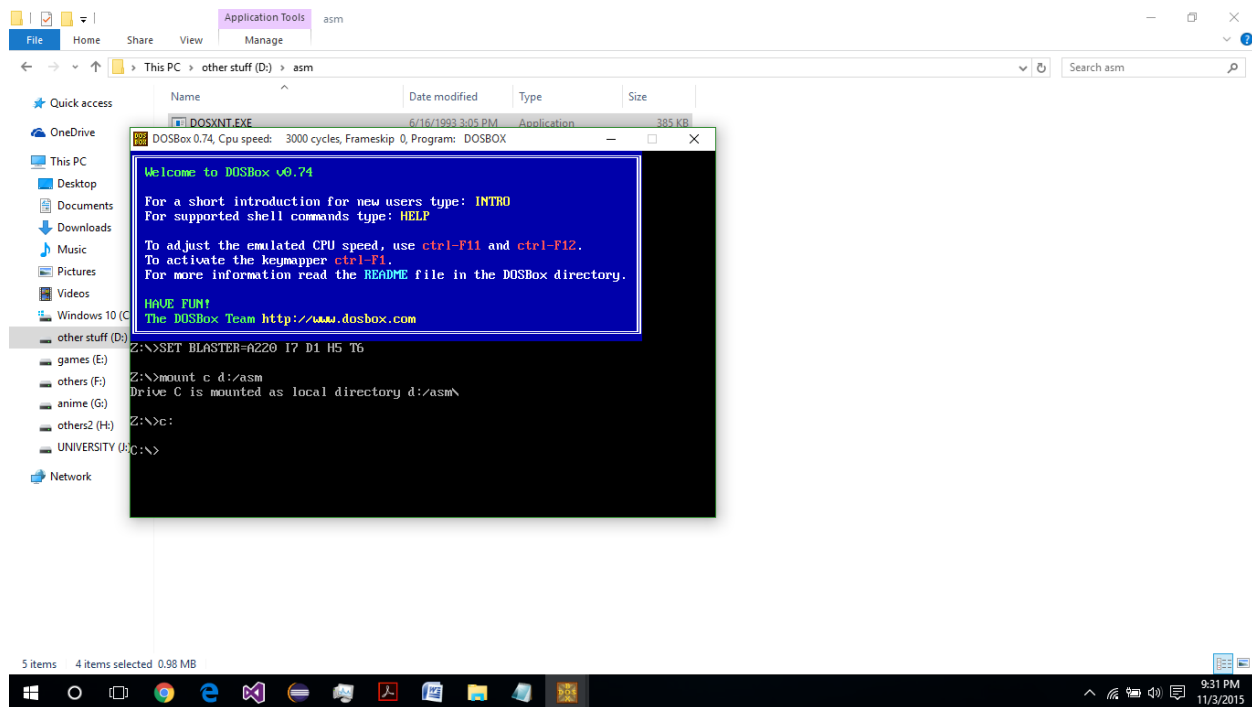 Application Tools
asm
File
Home
Share
View
Manage
This PC
other stuff (D:)
asm
Search asm
Name
Date modified
Type
Size
Quick access
OneDrive
This PC
Desktop
Documents
Downloads
Music
Pictures
Videos
Windows 10 (C
other stuff (D:)
games (E:)
others (F:)
anime (G:)
others2 (H:)
UNIVERSITY (J:
Network
DOSXNT.EXE
6/16/1993 3:05 PM
Application
385 KB
DOSBox 0.74, Cpu speed: 3000 cycles, Frameskip 0, Program: DOSBOX
Welcome to DOSBox v0.74
For a short introduction for new users type: INTRO
For supported shell commands type: HELP
To adjust the emulated CPU speed, use ctrl-F11 and ctrl-F12.
To activate the keymapper ctrl-F1.
For more information read the README file in the DOSBox directory.
HAVE FUN!
The DOSBox Team http://www.dosbox.com
Z:\>SET BLASTER=A220 I7 D1 H5 T6
Z:\>mount c d:/asm
Drive C is mounted as local directory d:/asm\
Z:\>c:
C:\>
5 items
4 items selected 0.98 MB
9:31 PM
11/3/2015